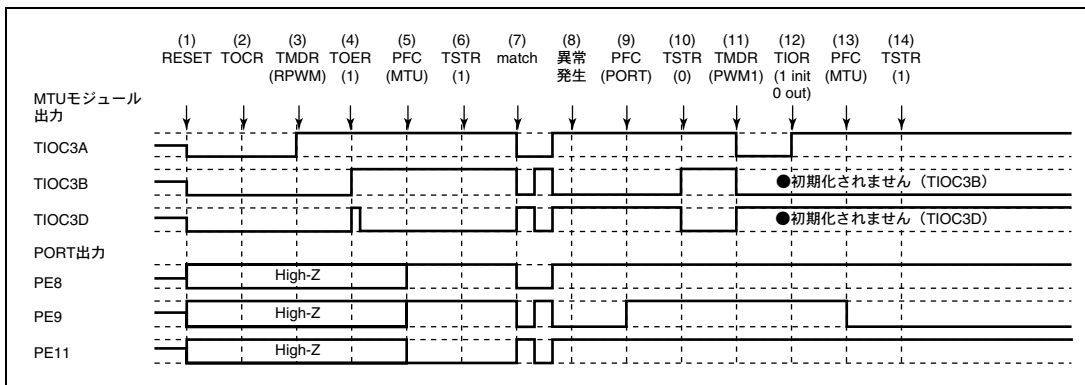 (1) (2) (3) (4) (5) (6) (7) (8) (9) (10) (11) (12) (13) (14)
RESET TOCR TMDR TOER PFC TSTR match 異常 PFC TSTR TMDR TIOR PFC TSTR
(RPWM) (1) (MTU) (1) 発生 (PORT) (0) (PWM1) (1 init (MTU) (1)
0 out)
MTUモジュール
出力
TIOC3A
TIOC3B ●初期化されません（TIOC3B）
TIOC3D ●初期化されません（TIOC3D）
PORT出力
PE8 High-Z
PE9 High-Z
PE11 High-Z